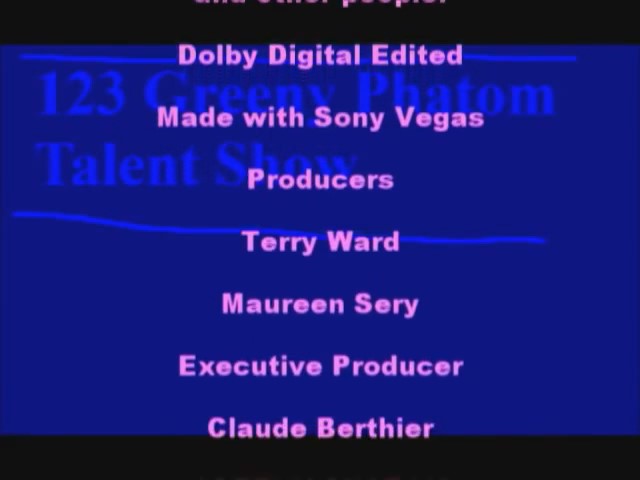 and other people!
Dolby Digital Edited
123 Greeny Phatom
Made with Sony Vegas
Talent Show
Producers
Terry Ward
Maureen Sery
Executive Producer
Claude Berthier